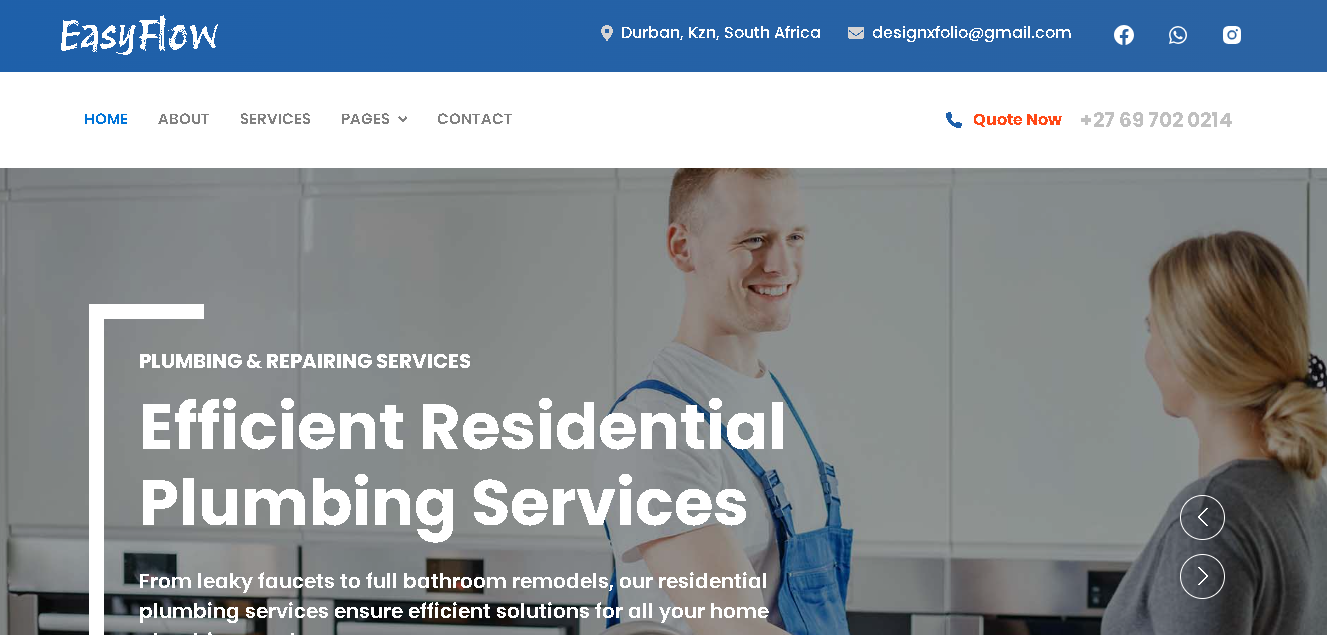 EasyFlow
Durban, Kzn, South Africa
designxfolio@gmail.com
HOME
ABOUT
SERVICES
PAGES
CONTACT
Quote Now
+27 69 702 0214
PLUMBING & REPAIRING SERVICES
Efficient Residential
Plumbing Services
From leaky faucets to full bathroom remodels, our residential
plumbing services ensure efficient solutions for all your home